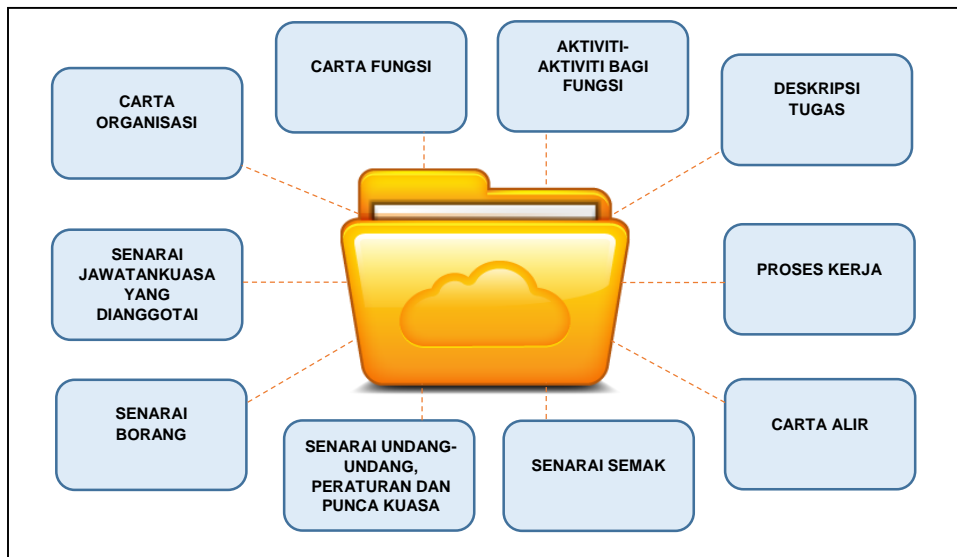 CARTA
ORGANISASI
CARTA FUNGSI
AKTIVITI-
AKTIVITI BAGI
FUNGSI
DESKRIPSI
TUGAS
SENARAI
JAWATANKUASA
YANG
DIANGGOTAI
PROSES KERJA
SENARAI
BORANG
SENARAI UNDANG-
UNDANG,
PERATURAN DAN
PUNCA KUASA
SENARAI SEMAK
CARTA ALIR